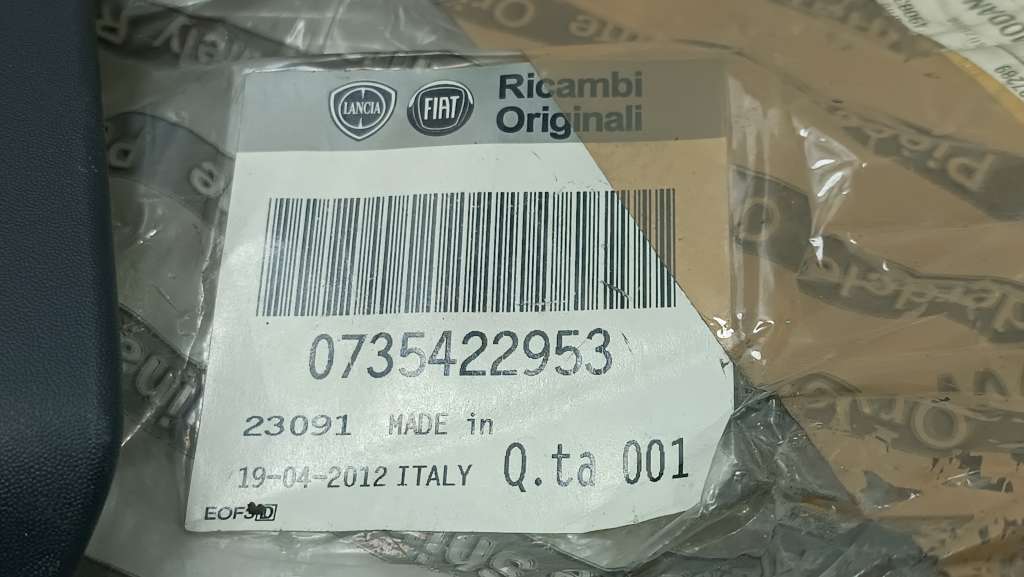 LANCIA FIAT Ricambi
Originali
0735422953
23091 MADE in
19-04-2012 ITALY Q.ta 001